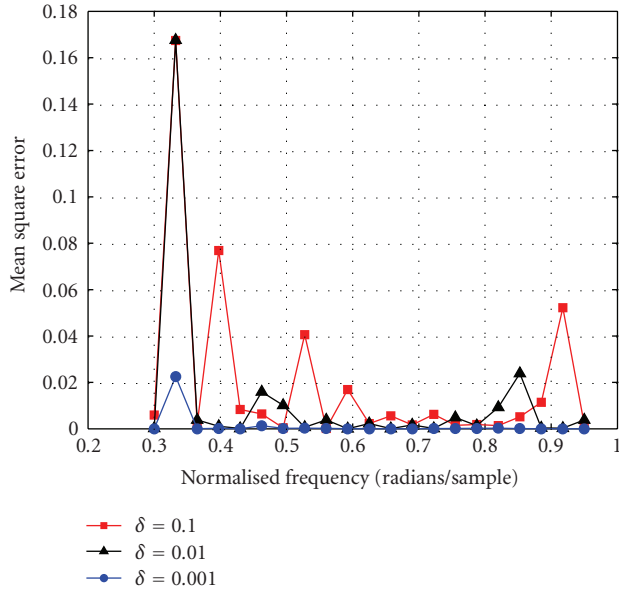 0.18
0.16
0.14
0.12
0.1
0.08
0.06
0.04
0.02
0
Mean square error
0.2 0.3 0.4 0.5 0.6 0.7 0.8 0.9 1
Normalised frequency (radians/sample)
δ = 0.1
δ = 0.01
δ = 0.001